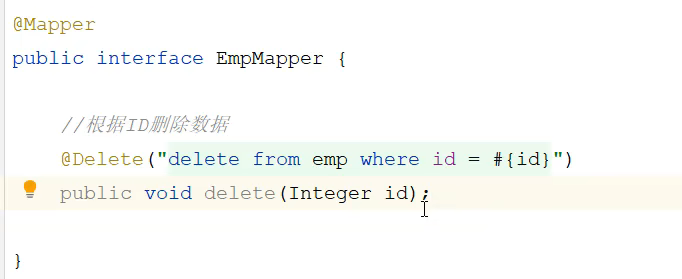 @Mapper
public interface EmpMapper {
//根据ID删除数据
@Delete("delete from emp where id = #{id}")
public void delete(Integer id);
}